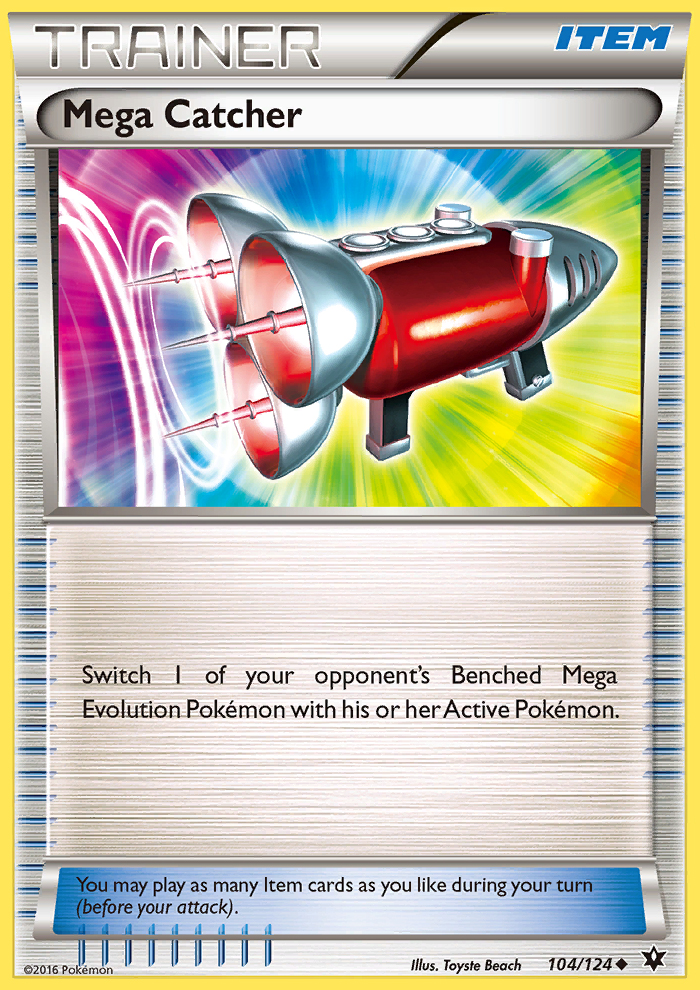 TRAINER
ITEM
Mega Catcher
Switch 1 of your opponent's Benched Mega
Evolution Pokémon with his or her Active Pokémon.
You may play as many Item cards as you like during your turn
(before your attack).
©2016 Pokémon
Illus. Toyste Beach 104/124 ◆